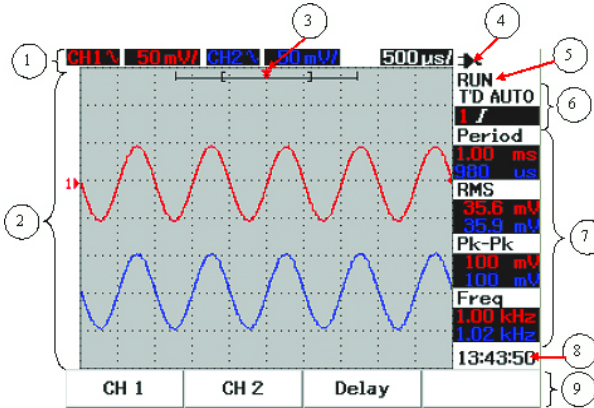 3 4
1 CH1 ∿ 50 mV/ CH2 ∿ 50 mV/ 500 µs/ 5
RUN
T'D AUTO 6
1
2 Period
1.00 ms
980 us
1 RMS
35.6 mV
35.9 mV 7
Pk-Pk
100 mV
100 mV
Freq
1.00 kHz
1.02 kHz
13:43:50 8
CH 1 CH 2 Delay 9